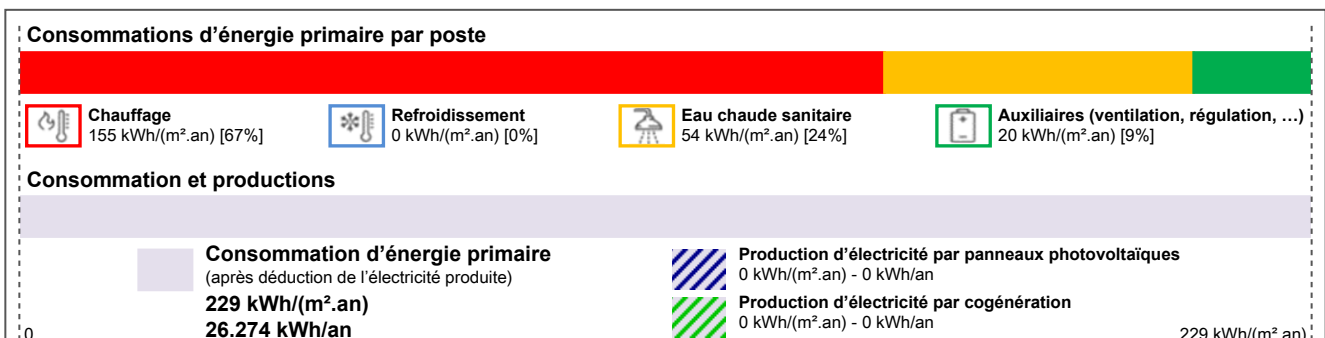 Consommations d’énergie primaire par poste
Chauffage
155 kWh/(m².an) [67%]
Refroidissement
0 kWh/(m².an) [0%]
Eau chaude sanitaire
54 kWh/(m².an) [24%]
Auxiliaires (ventilation, régulation, …)
20 kWh/(m².an) [9%]
Consommation et productions
Consommation d’énergie primaire
(après déduction de l’électricité produite)
229 kWh/(m².an)
26.274 kWh/an
Production d’électricité par panneaux photovoltaïques
0 kWh/(m².an) - 0 kWh/an
Production d’électricité par cogénération
0 kWh/(m².an) - 0 kWh/an
0
229 kWh/(m².an)